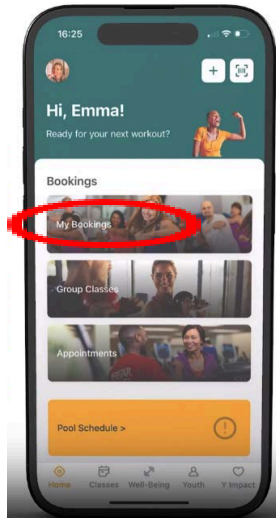 16:25
Hi, Emma!
Ready for your next workout?
Bookings
My Bookings
Group Classes
Appointments
Pool Schedule >
Home Classes Well-Being Youth Y Impact